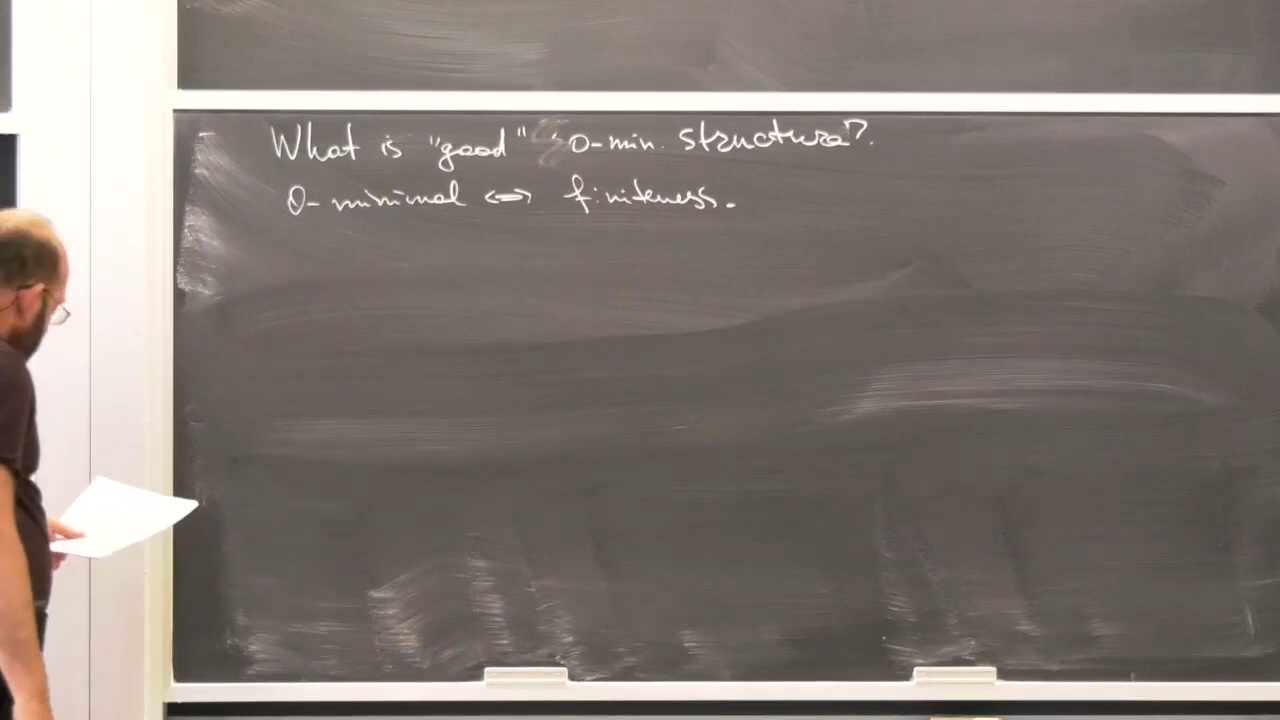 What is "good" o-min. structure?
O-minimal ⇔ finiteness.